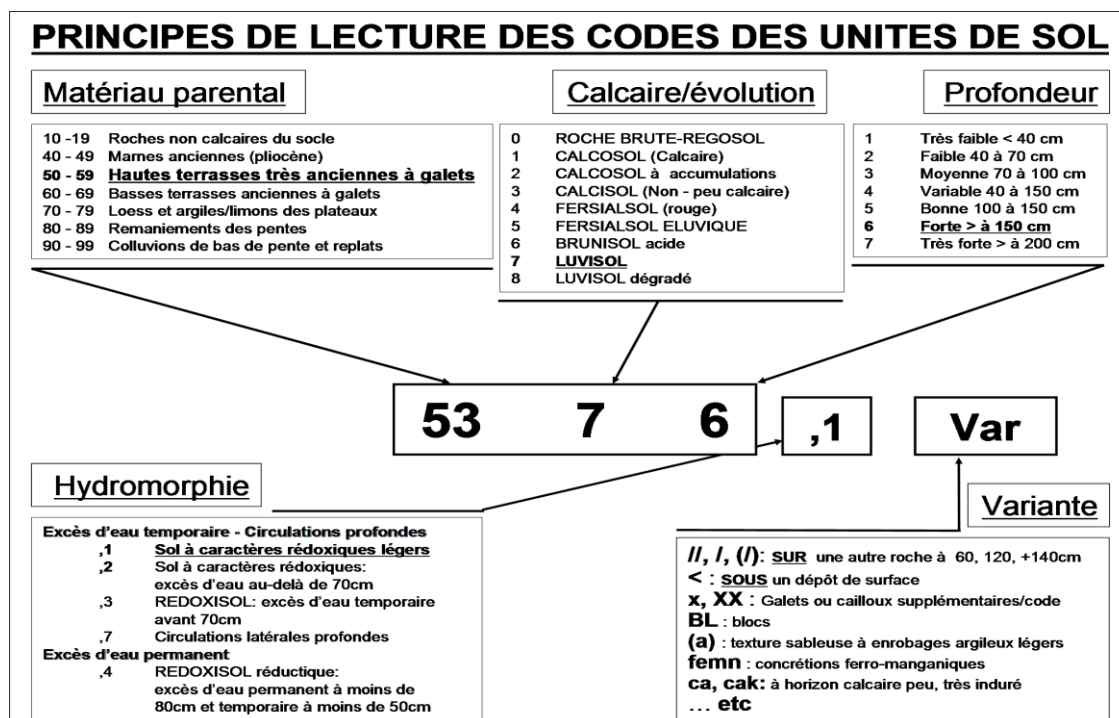 PRINCIPES DE LECTURE DES CODES DES UNITES DE SOL
Matériau parental
10 -19 Roches non calcaires du socle
40 - 49 Marnes anciennes (pliocène)
50 - 59 Hautes terrasses très anciennes à galets
60 - 69 Basses terrasses anciennes à galets
70 - 79 Loess et argiles/limons des plateaux
80 - 89 Remaniements des pentes
90 - 99 Colluvions de bas de pente et replats
Calcaire/évolution
0 ROCHE BRUTE-REGOSOL
1 CALCOSOL (Calcaire)
2 CALCOSOL à accumulations
3 CALCISOL (Non - peu calcaire)
4 FERSIALSOL (rouge)
5 FERSIALSOL ELUVIQUE
6 BRUNISOL acide
7 LUVISOL
8 LUVISOL dégradé
Profondeur
1 Très faible < 40 cm
2 Faible 40 à 70 cm
3 Moyenne 70 à 100 cm
4 Variable 40 à 150 cm
5 Bonne 100 à 150 cm
6 Forte > à 150 cm
7 Très forte > à 200 cm
53 7 6 ,1 Var
Hydromorphie
Excès d'eau temporaire - Circulations profondes
,1 Sol à caractères rédoxiques légers
,2 Sol à caractères rédoxiques:
excès d'eau au-delà de 70cm
,3 REDOXISOL: excès d'eau temporaire
avant 70cm
,7 Circulations latérales profondes
Excès d'eau permanent
,4 REDOXISOL réductique:
excès d'eau permanent à moins de
80cm et temporaire à moins de 50cm
Variante
//, /, (/): SUR une autre roche à 60, 120, +140cm
< : SOUS un dépôt de surface
x, XX : Galets ou cailloux supplémentaires/code
BL : blocs
(a) : texture sableuse à enrobages argileux légers
femn : concrétions ferro-manganiques
ca, cak: à horizon calcaire peu, très induré
... etc